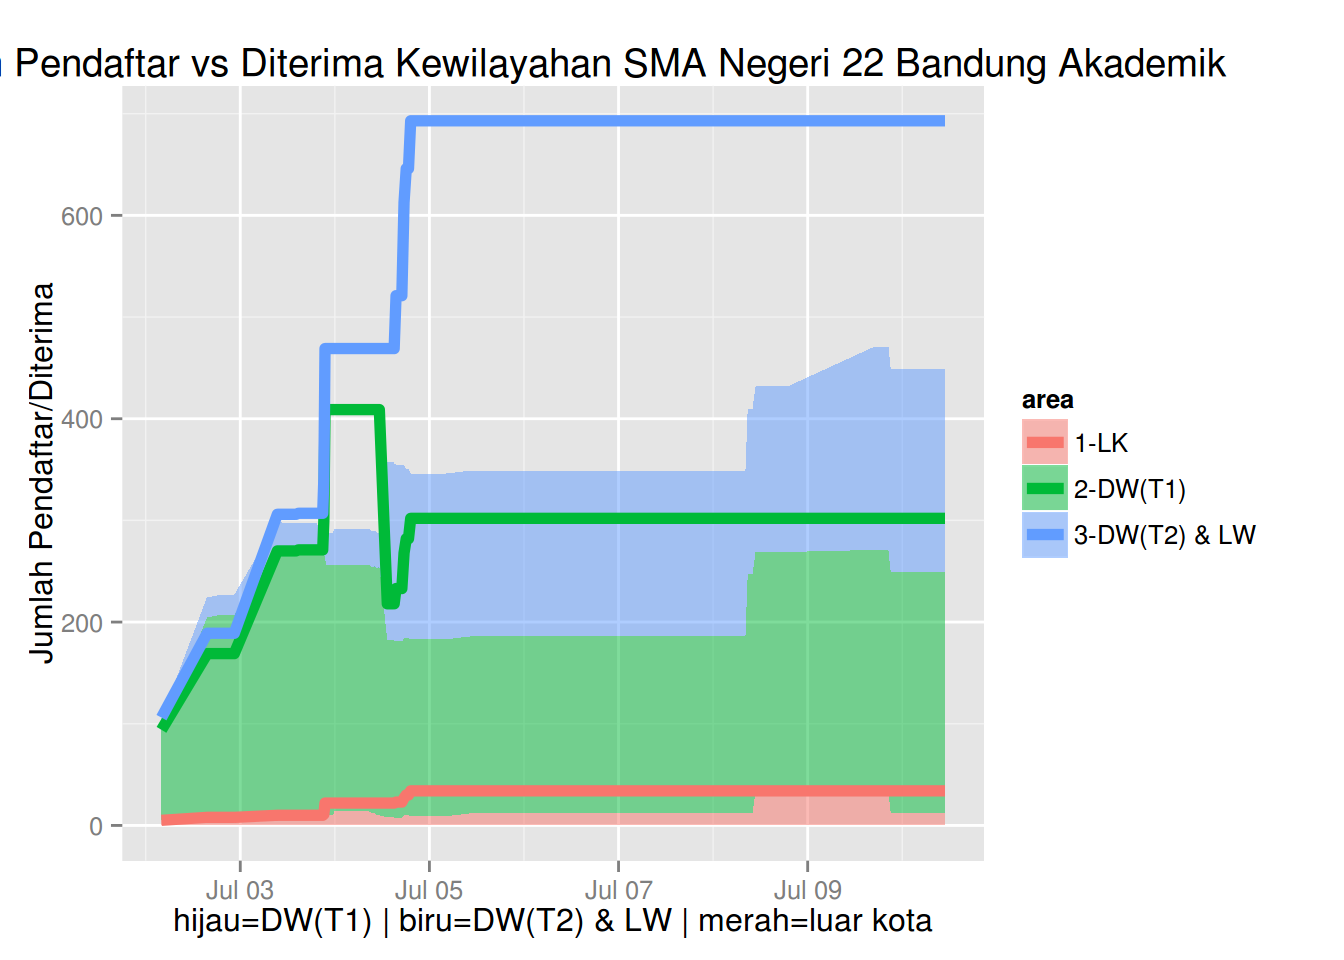 Pendaftar vs Diterima Kewilayahan SMA Negeri 22 Bandung Akademik
Jumlah Pendaftar/Diterima
600
400
200
0
Jul 03
Jul 05
Jul 07
Jul 09
hijau=DW(T1) | biru=DW(T2) & LW | merah=luar kota
area
1-LK
2-DW(T1)
3-DW(T2) & LW